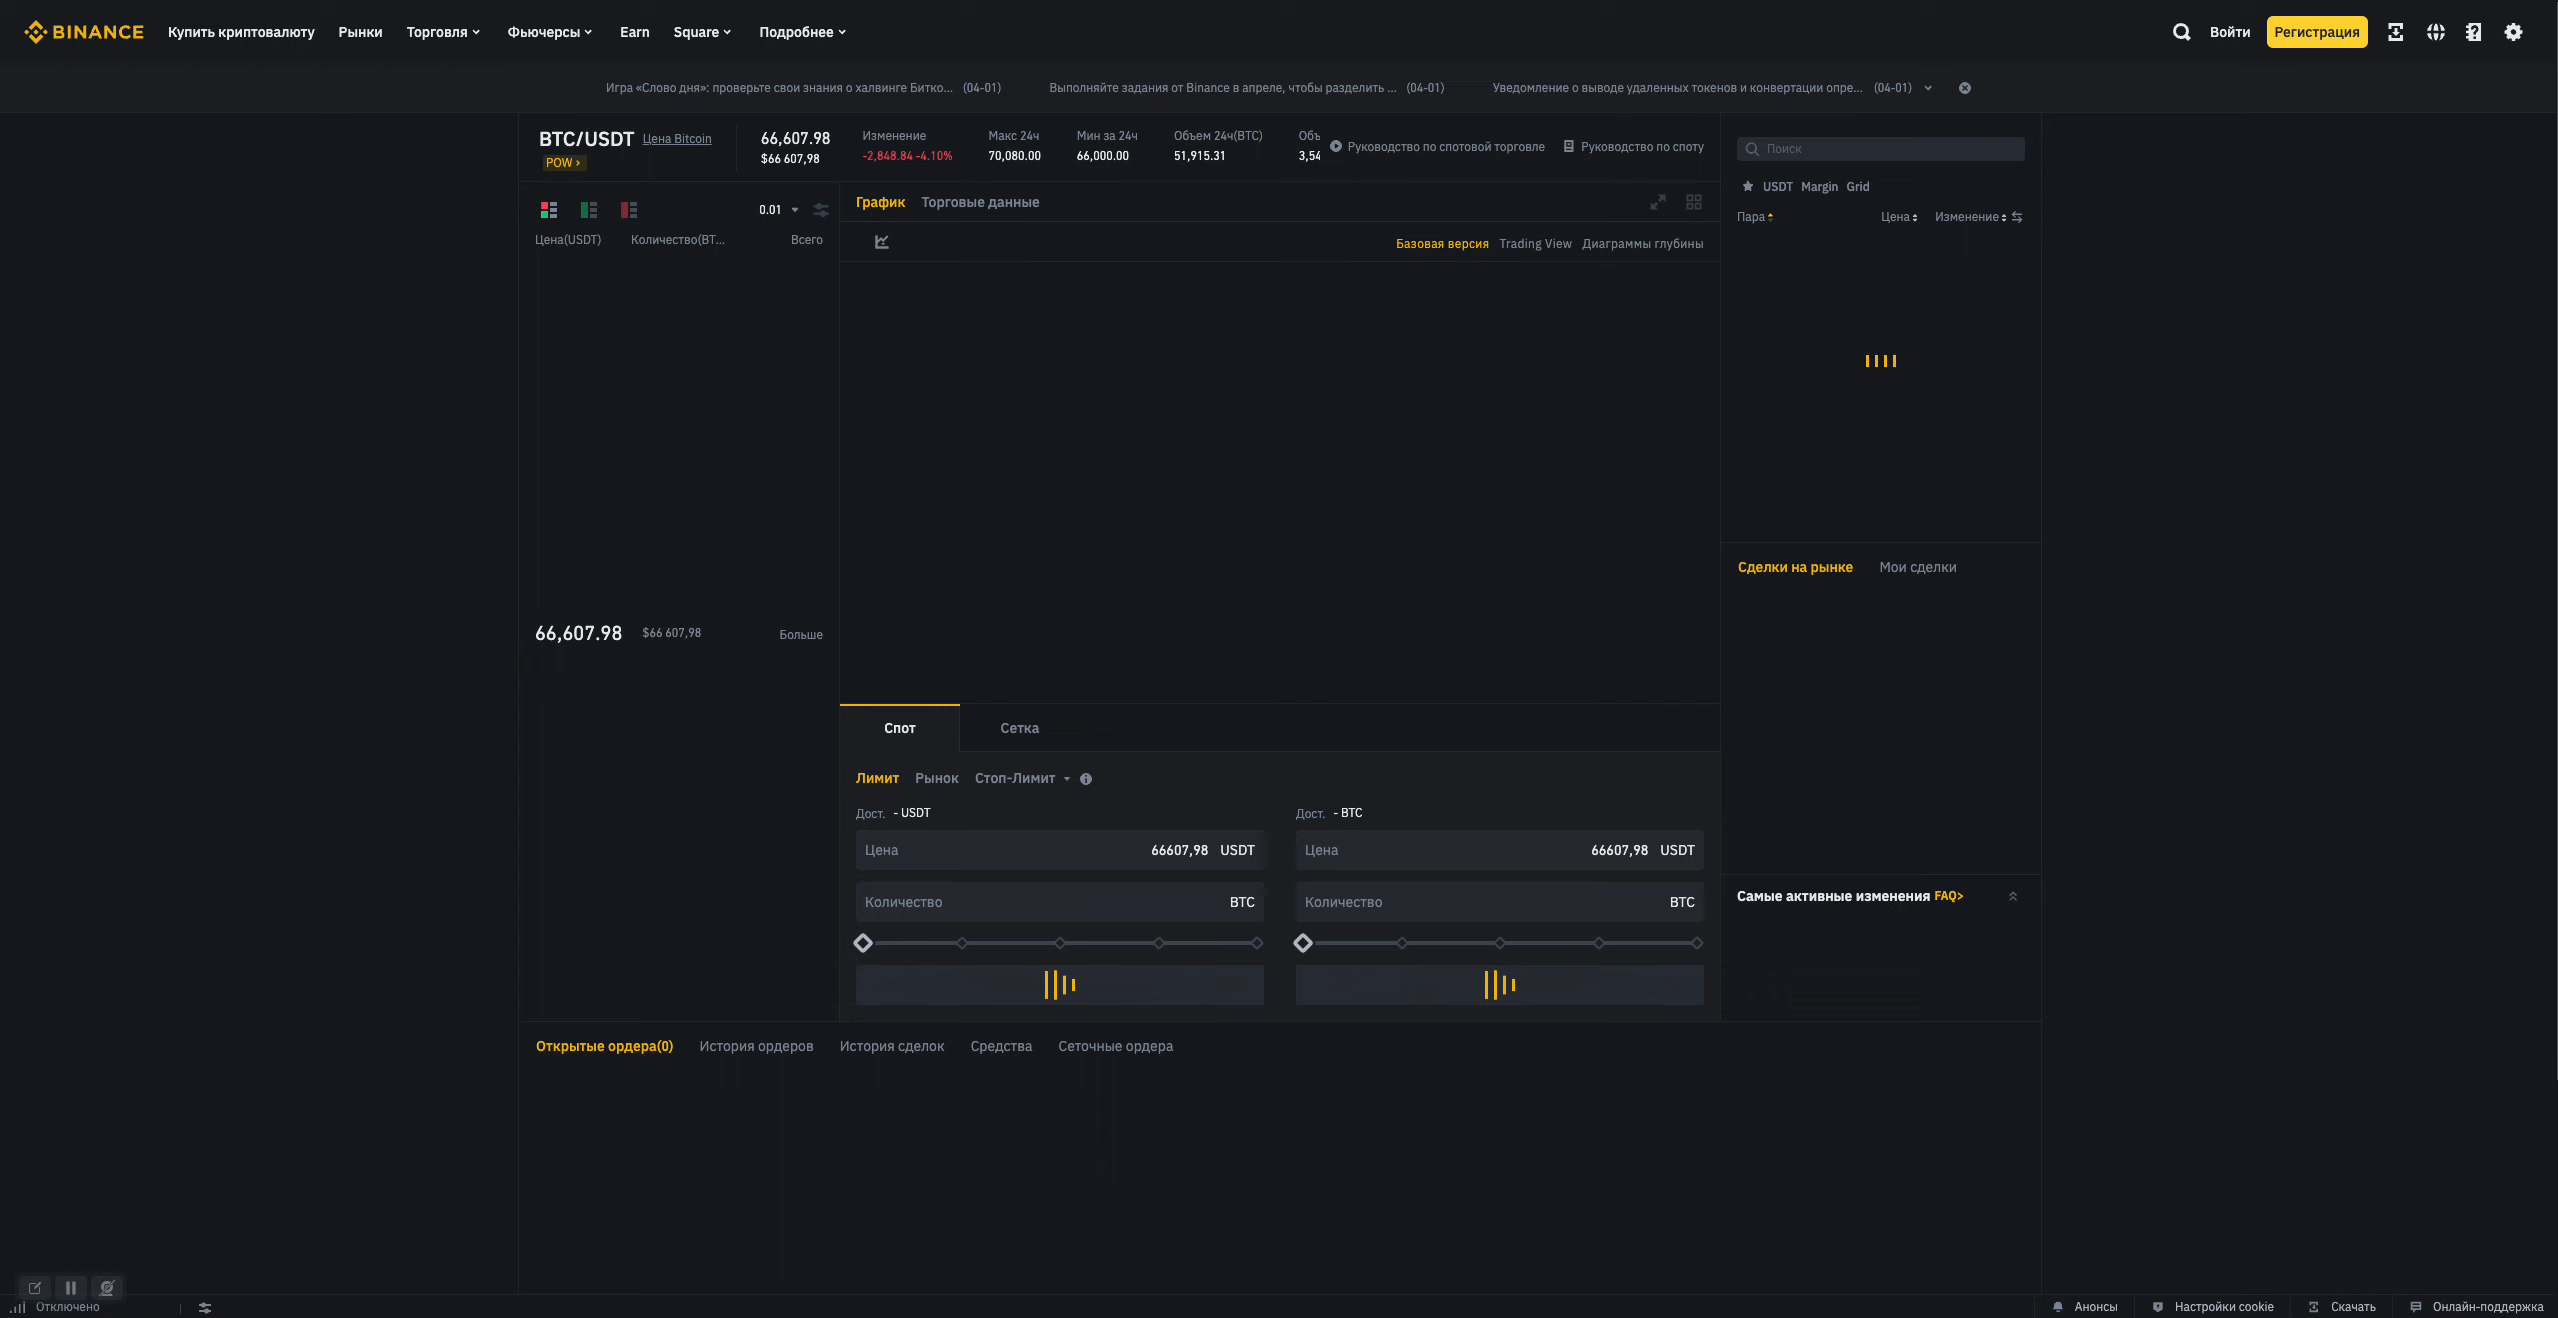 BINANCE Купить криптовалюту Рынки Торговля Фьючерсы Earn Square Подробнее Войти Регистрация
Игра «Слово дня»: проверьте свои знания о халвинге Битко... (04-01) Выполняйте задания от Binance в апреле, чтобы разделить ... (04-01) Уведомление о выводе удаленных токенов и конвертации опре... (04-01)
BTC/USDT Цена Bitcoin
POW
66,607.98
$66 607,98
Изменение
-2,848.84 -4.10%
Макс 24ч
70,080.00
Мин за 24ч
66,000.00
Объем 24ч(BTC)
51,915.31
Объ
3,54
Руководство по спотовой торговле Руководство по споту
0.01
Цена(USDT) Количество(BT... Всего
66,607.98 $66 607,98 Больше
График Торговые данные
Базовая версия Trading View Диаграммы глубины
Спот Сетка
Лимит Рынок Стоп-Лимит
Дост. - USDT
Цена 66607,98 USDT
Количество BTC
Дост. - BTC
Цена 66607,98 USDT
Количество BTC
Поиск
USDT Margin Grid
Пара Цена Изменение
Сделки на рынке Мои сделки
Самые активные изменения FAQ>
Открытые ордера(0) История ордеров История сделок Средства Сеточные ордера
Отключено Анонсы Настройки cookie Скачать Онлайн-поддержка